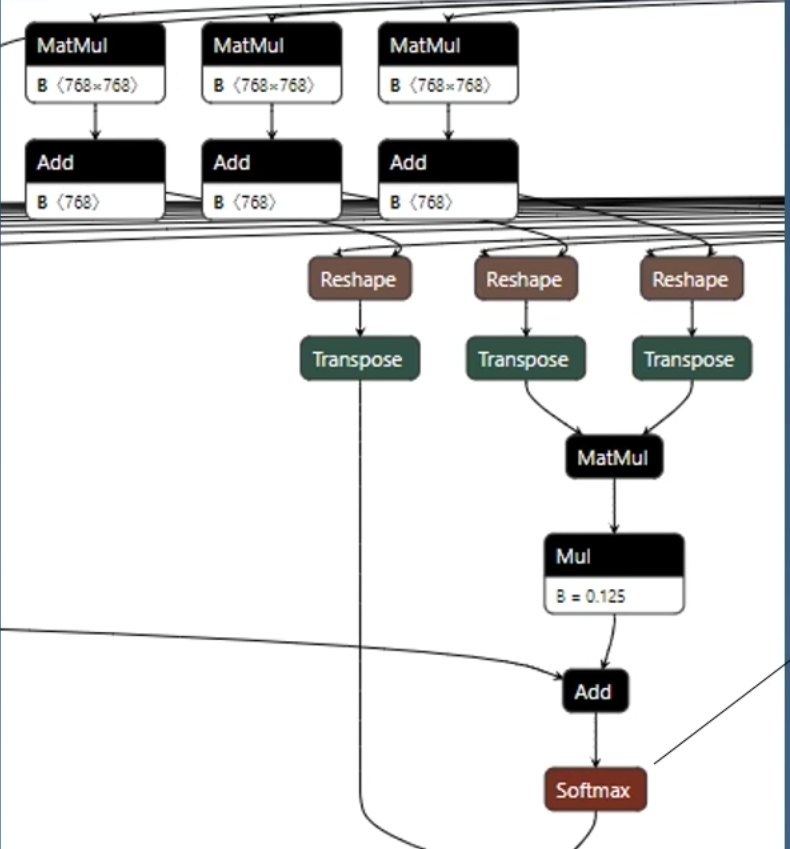 MatMul MatMul MatMul
B 〈768×768〉 B 〈768×768〉 B 〈768×768〉
Add Add Add
B 〈768〉 B 〈768〉 B 〈768〉
Reshape Reshape Reshape
Transpose Transpose Transpose
MatMul
Mul
B = 0.125
Add
Softmax